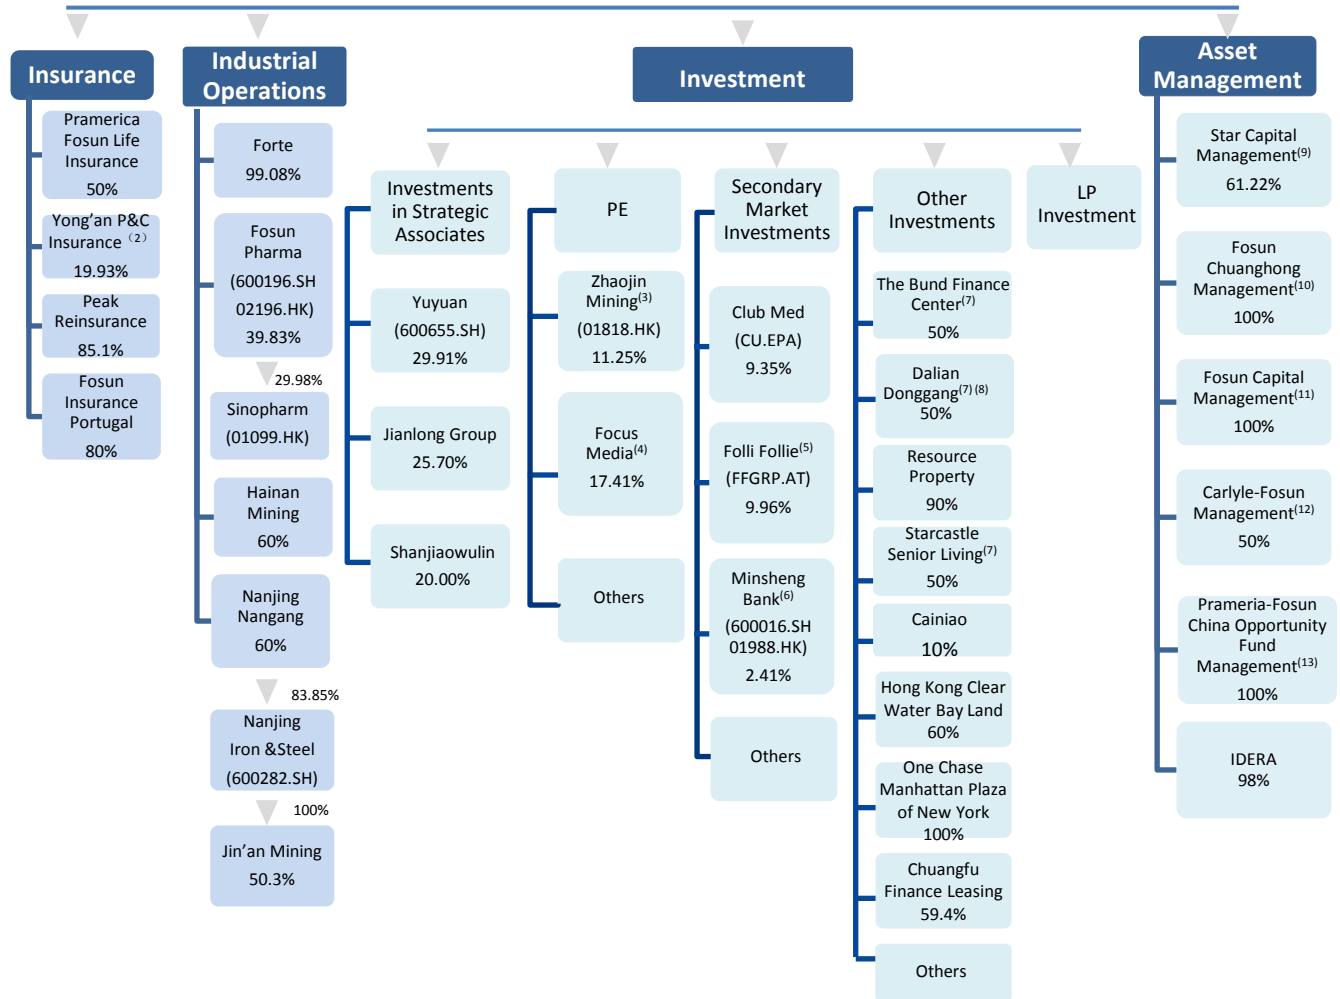 Insurance
Pramerica
Fosun Life
Insurance
50%
Yong'an P&C
Insurance （2）
19.93%
Peak
Reinsurance
85.1%
Fosun
Insurance
Portugal
80%
Industrial
Operations
Forte
99.08%
Fosun
Pharma
(600196.SH
02196.HK)
39.83%
29.98%
Sinopharm
(01099.HK)
Hainan
Mining
60%
Nanjing
Nangang
60%
83.85%
Nanjing
Iron &Steel
(600282.SH)
100%
Jin'an Mining
50.3%
Investment
Investments
in Strategic
Associates
Yuyuan
(600655.SH)
29.91%
Jianlong Group
25.70%
Shanjiaowulin
20.00%
PE
Zhaojin
Mining(3)
(01818.HK)
11.25%
Focus
Media(4)
17.41%
Others
Secondary
Market
Investments
Club Med
(CU.EPA)
9.35%
Folli Follie(5)
(FFGRP.AT)
9.96%
Minsheng
Bank(6)
(600016.SH
01988.HK)
2.41%
Others
Other
Investments
The Bund Finance
Center(7)
50%
Dalian
Donggang(7) (8)
50%
Resource
Property
90%
Starcastle
Senior Living(7)
50%
Cainiao
10%
Hong Kong Clear
Water Bay Land
60%
One Chase
Manhattan Plaza
of New York
100%
Chuangfu
Finance Leasing
59.4%
Others
LP
Investment
Asset
Management
Star Capital
Management(9)
61.22%
Fosun
Chuanghong
Management(10)
100%
Fosun Capital
Management(11)
100%
Carlyle-Fosun
Management(12)
50%
Prameria-Fosun
China Opportunity
Fund
Management(13)
100%
IDERA
98%